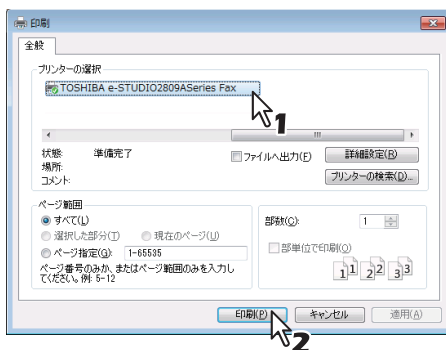 印刷
全般
プリンターの選択
TOSHIBA e-STUDIO2809ASeries Fax
1
状態: 準備完了
場所:
コメント:
ファイルへ出力(F)
詳細設定(R)
プリンターの検索(D)...
ページ範囲
すべて(L)
選択した部分(T) 現在のページ(U)
ページ指定(G): 1-65535
ページ番号のみか、またはページ範囲のみを入力し
てください。例: 5-12
部数(C): 1
部単位で印刷(O)
1 1 2 2 3 3
印刷(P) キャンセル 適用(A)
2